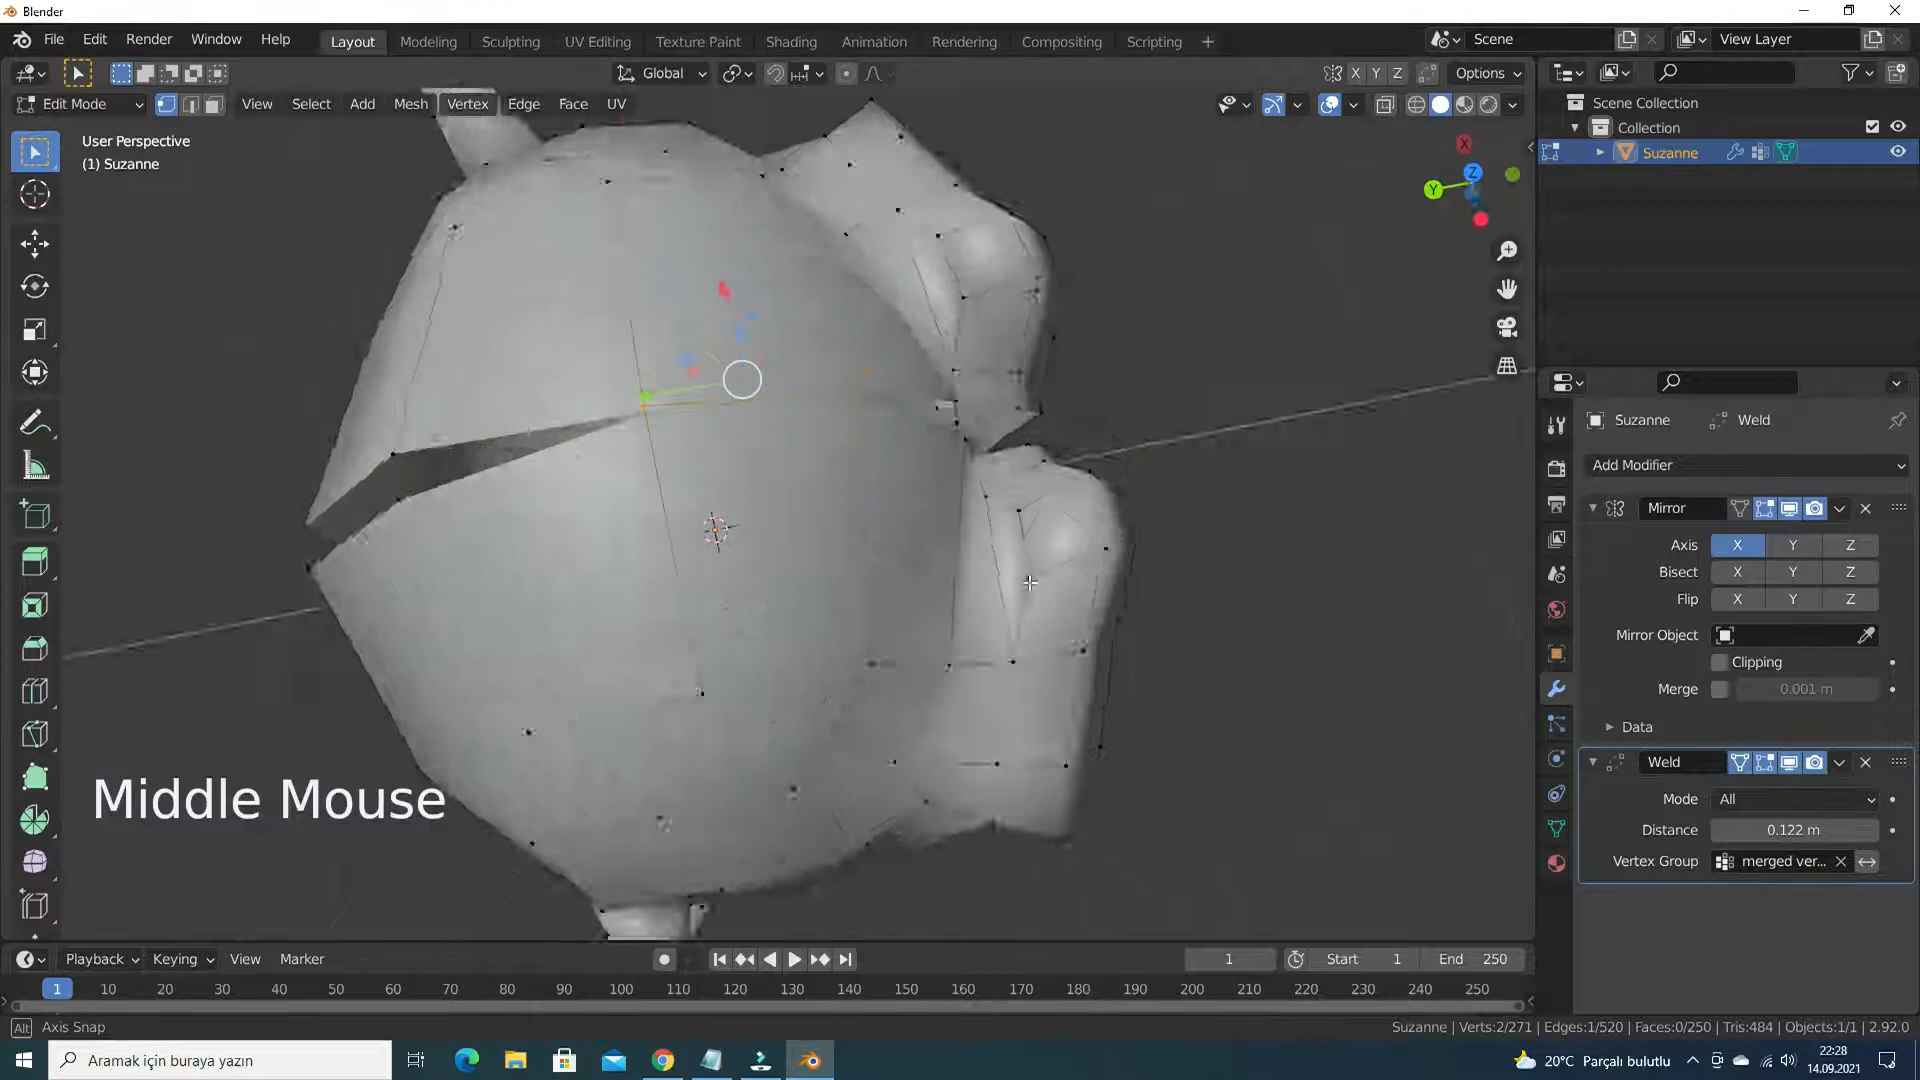 Blender
File Edit Render Window Help Layout Modeling Sculpting UV Editing Texture Paint Shading Animation Rendering Compositing Scripting + Scene View Layer
Global X Y Z Options
Edit Mode View Select Add Mesh Vertex Edge Face UV
User Perspective
(1) Suzanne
X
Z
Y
Scene Collection
Collection
Suzanne
Suzanne Weld
Add Modifier
Mirror
Axis X Y Z
Bisect X Y Z
Flip X Y Z
Mirror Object
Clipping
Merge 0.001 m
Data
Weld
Mode All
Distance 0.122 m
Vertex Group merged ver...
Middle Mouse
Playback Keying View Marker 1 Start 1 End 250
1 10 20 30 40 50 60 70 80 90 100 110 120 130 140 150 160 170 180 190 200 210 220 230 240 250
Alt Axis Snap Suzanne | Verts:2/271 | Edges:1/520 | Faces:0/250 | Tris:484 | Objects:1/1 | 2.92.0
Aramak için buraya yazın 20°C Parçalı bulutlu 22:28
14.09.2021